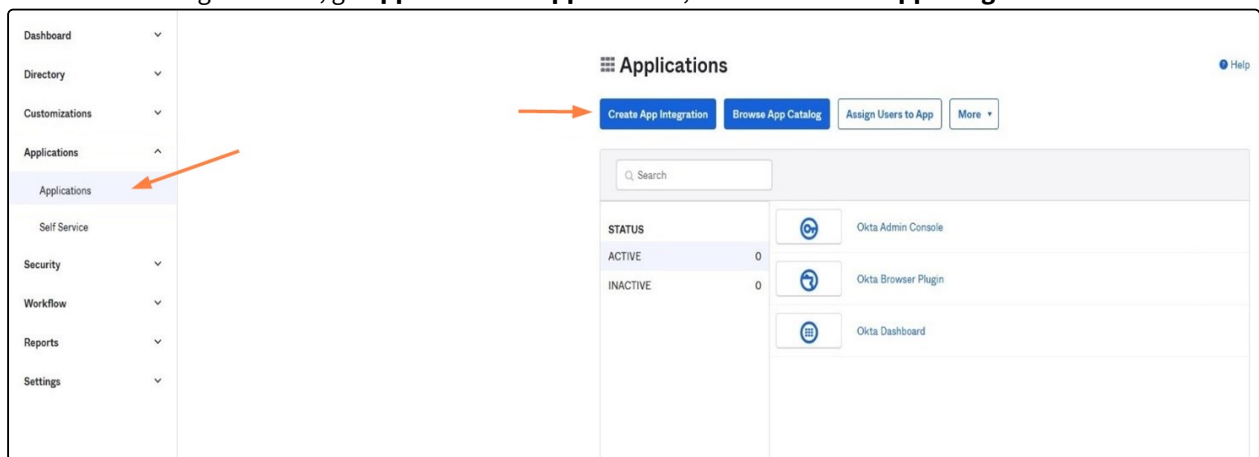 Dashboard
Directory
Customizations
Applications
Applications
Self Service
Security
Workflow
Reports
Settings
Applications
Help
Create App Integration
Browse App Catalog
Assign Users to App
More
Search
STATUS
ACTIVE 0
INACTIVE 0
Okta Admin Console
Okta Browser Plugin
Okta Dashboard